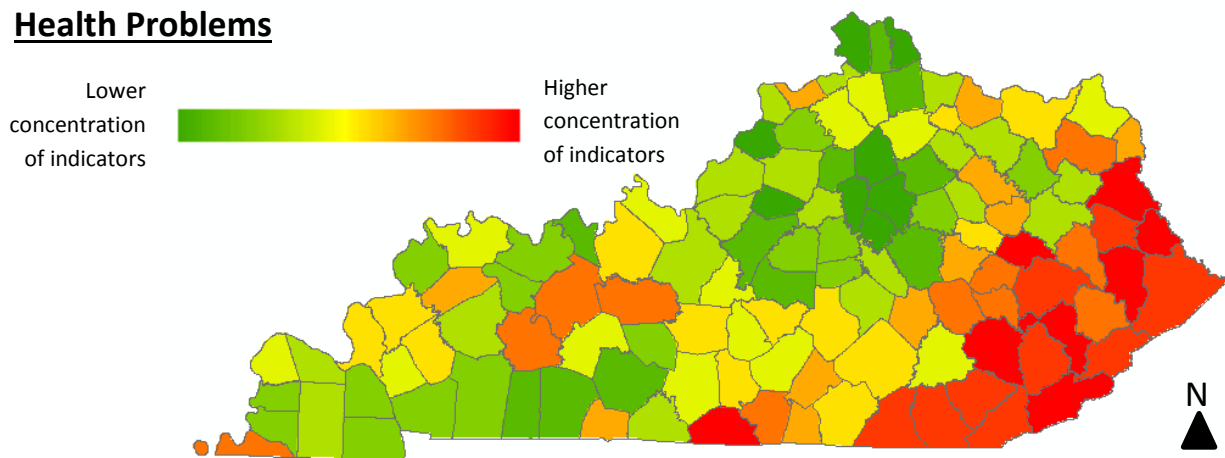 Health Problems
Lower
concentration
of indicators
Higher
concentration
of indicators
N